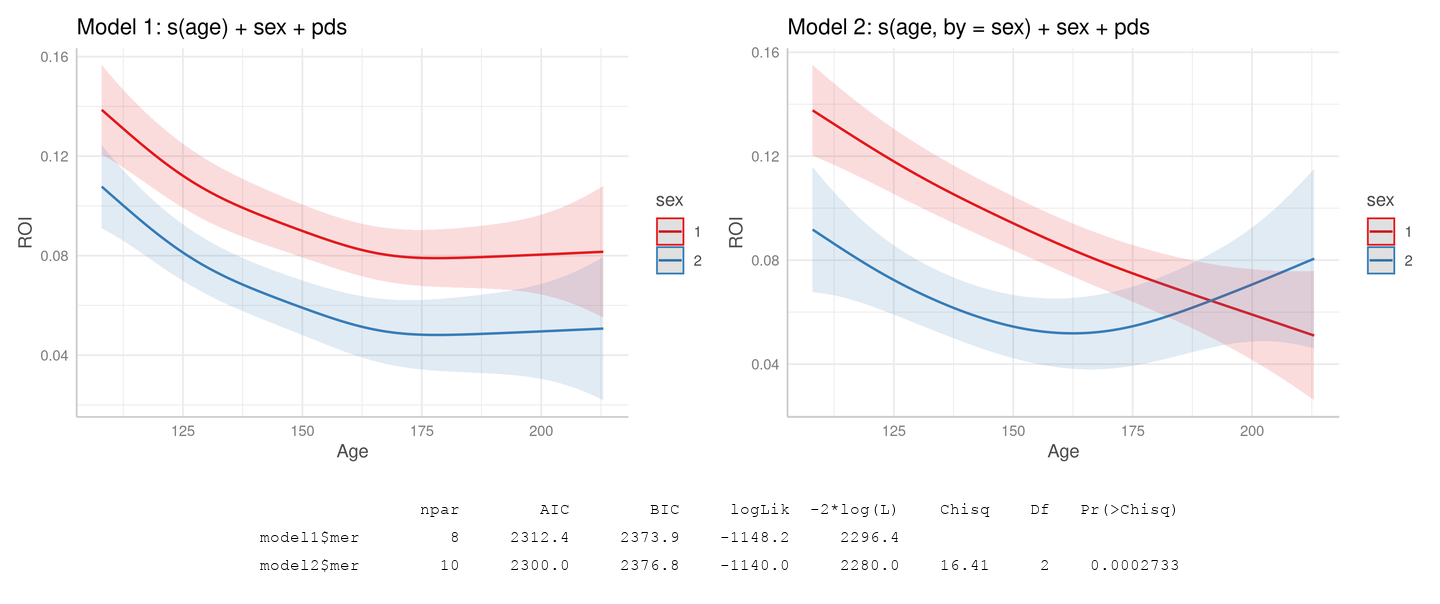 Model 1: s(age) + sex + pds
0.16
0.12
0.08
0.04
ROI
125 150 175 200
Age
sex
1
2
Model 2: s(age, by = sex) + sex + pds
0.16
0.12
0.08
0.04
ROI
125 150 175 200
Age
sex
1
2
npar AIC BIC logLik -2*log(L) Chisq Df Pr(>Chisq)
model1$mer 8 2312.4 2373.9 -1148.2 2296.4
model2$mer 10 2300.0 2376.8 -1140.0 2280.0 16.41 2 0.0002733